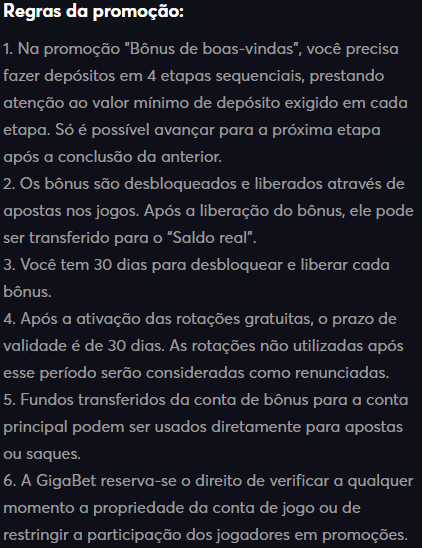 Regras da promoção:
1. Na promoção "Bônus de boas-vindas", você precisa
fazer depósitos em 4 etapas sequenciais, prestando
atenção ao valor mínimo de depósito exigido em cada
etapa. Só é possível avançar para a próxima etapa
após a conclusão da anterior.
2. Os bônus são desbloqueados e liberados através de
apostas nos jogos. Após a liberação do bônus, ele pode
ser transferido para o "Saldo real".
3. Você tem 30 dias para desbloquear e liberar cada
bônus.
4. Após a ativação das rotações gratuitas, o prazo de
validade é de 30 dias. As rotações não utilizadas após
esse período serão consideradas como renunciadas.
5. Fundos transferidos da conta de bônus para a conta
principal podem ser usados diretamente para apostas
ou saques.
6. A GigaBet reserva-se o direito de verificar a qualquer
momento a propriedade da conta de jogo ou de
restringir a participação dos jogadores em promoções.